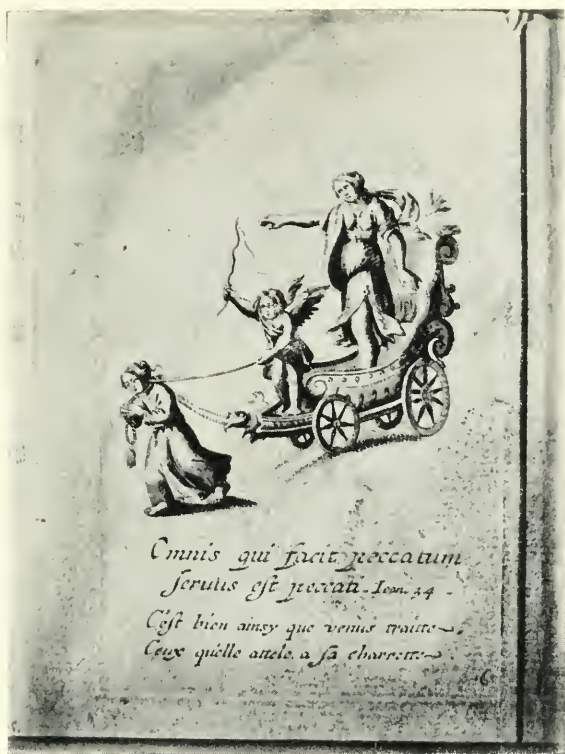 Omnis qui facit peccatum
servus est peccati. Ioan. 34.
C'est bien ainsy que venus traitte
Ceux qu'elle attele a sa charrette
6